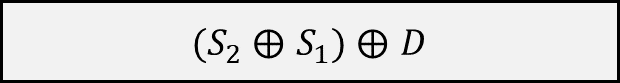 (S₂ ⊕ S₁) ⊕ D